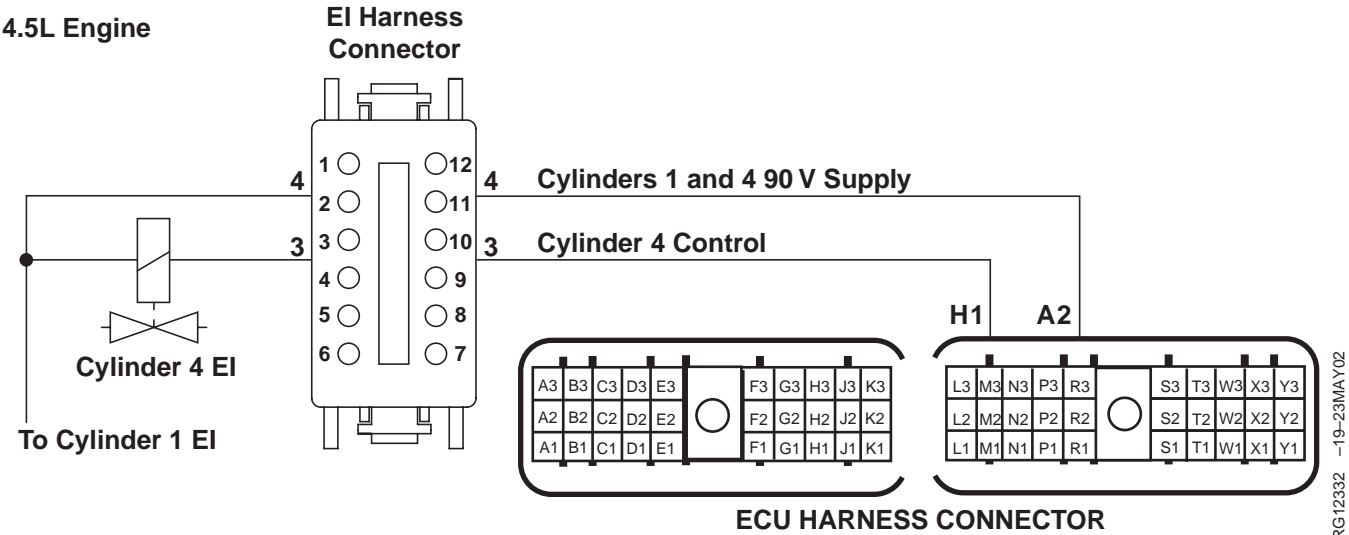 4.5L Engine
EI Harness
Connector
1 12
2 11
3 10
4 9
5 8
6 7
4 4 Cylinders 1 and 4 90 V Supply
3 3 Cylinder 4 Control
Cylinder 4 EI
To Cylinder 1 EI
H1 A2
A3 B3 C3 D3 E3 F3 G3 H3 J3 K3
A2 B2 C2 D2 E2 F2 G2 H2 J2 K2
A1 B1 C1 D1 E1 F1 G1 H1 J1 K1
L3 M3 N3 P3 R3 S3 T3 W3 X3 Y3
L2 M2 N2 P2 R2 S2 T2 W2 X2 Y2
L1 M1 N1 P1 R1 S1 T1 W1 X1 Y1
ECU HARNESS CONNECTOR
RG12332 –19–23MAY02